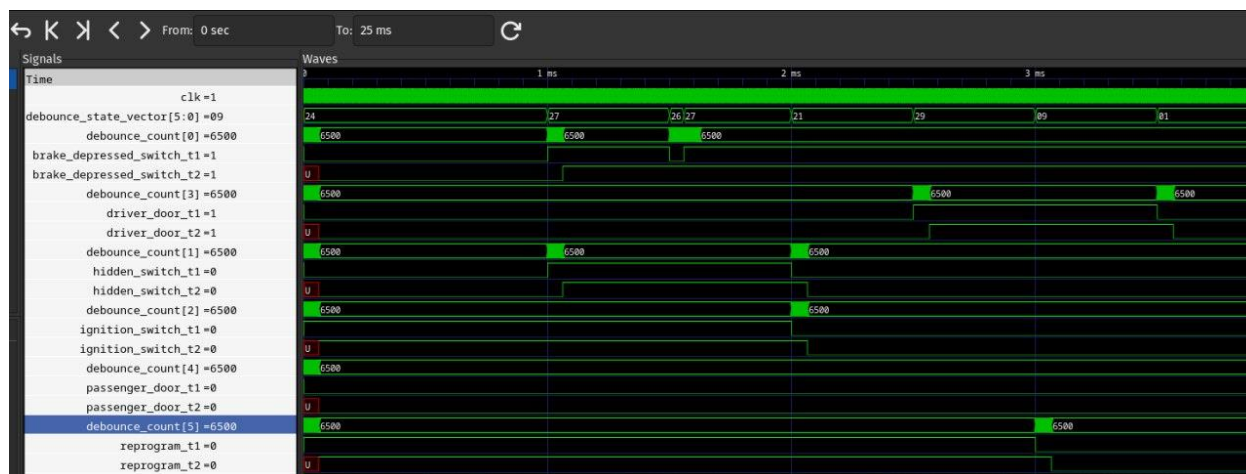 From: 0 sec To: 25 ms
Signals Waves
Time 0 1 ms 2 ms 3 ms
clk=1
debounce_state_vector[5:0]=09 24 27 26 27 21 29 09 01
debounce_count[0]=6500 6500 6500 6500
brake_depressed_switch_t1=1
brake_depressed_switch_t2=1 U
debounce_count[3]=6500 6500 6500 6500
driver_door_t1=1
driver_door_t2=1 U
debounce_count[1]=6500 6500 6500 6500
hidden_switch_t1=0
hidden_switch_t2=0 U
debounce_count[2]=6500 6500 6500
ignition_switch_t1=0
ignition_switch_t2=0 U
debounce_count[4]=6500 6500
passenger_door_t1=0
passenger_door_t2=0 U
debounce_count[5]=6500 6500 6500
reprogram_t1=0
reprogram_t2=0 U